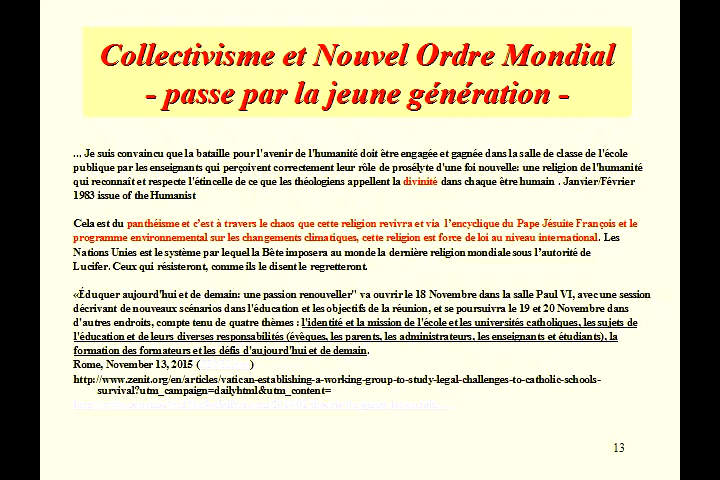 Collectivisme et Nouvel Ordre Mondial
- passe par la jeune génération -
... Je suis convaincu que la bataille pour l'avenir de l'humanité doit être engagée et gagnée dans la salle de classe de l'école
publique par les enseignants qui perçoivent correctement leur rôle de prosélyte d'une foi nouvelle: une religion de l'humanité
qui reconnaît et respecte l'étincelle de ce que les théologiens appellent la divinité dans chaque être humain . Janvier/Février
1983 issue of the Humanist
Cela est du panthéisme et c'est à travers le chaos que cette religion revivra et via l'encyclique du Pape Jésuite François et le
programme environnemental sur les changements climatiques, cette religion est force de loi au niveau international. Les
Nations Unies est le système par lequel la Bête imposera au monde la dernière religion mondiale sous l'autorité de
Lucifer. Ceux qui résisteront, comme ils le disent le regretteront.
«Éduquer aujourd'hui et de demain: une passion renouveller" va ouvrir le 18 Novembre dans la salle Paul VI, avec une session
décrivant de nouveaux scénarios dans l'éducation et les objectifs de la réunion, et se poursuivra le 19 et 20 Novembre dans
d'autres endroits, compte tenu de quatre thèmes : l'identité et la mission de l'école et les universités catholiques, les sujets de
l'éducation et de leurs diverses responsabilités (évêques, les parents, les administrateurs, les enseignants et étudiants), la
formation des formateurs et les défis d'aujourd'hui et de demain.
Rome, November 13, 2015 ( )
http://www.zenit.org/en/articles/vatican-establishing-a-working-group-to-study-legal-challenges-to-catholic-schools-
survival?utm_campaign=dailyhtml&utm_content=
13